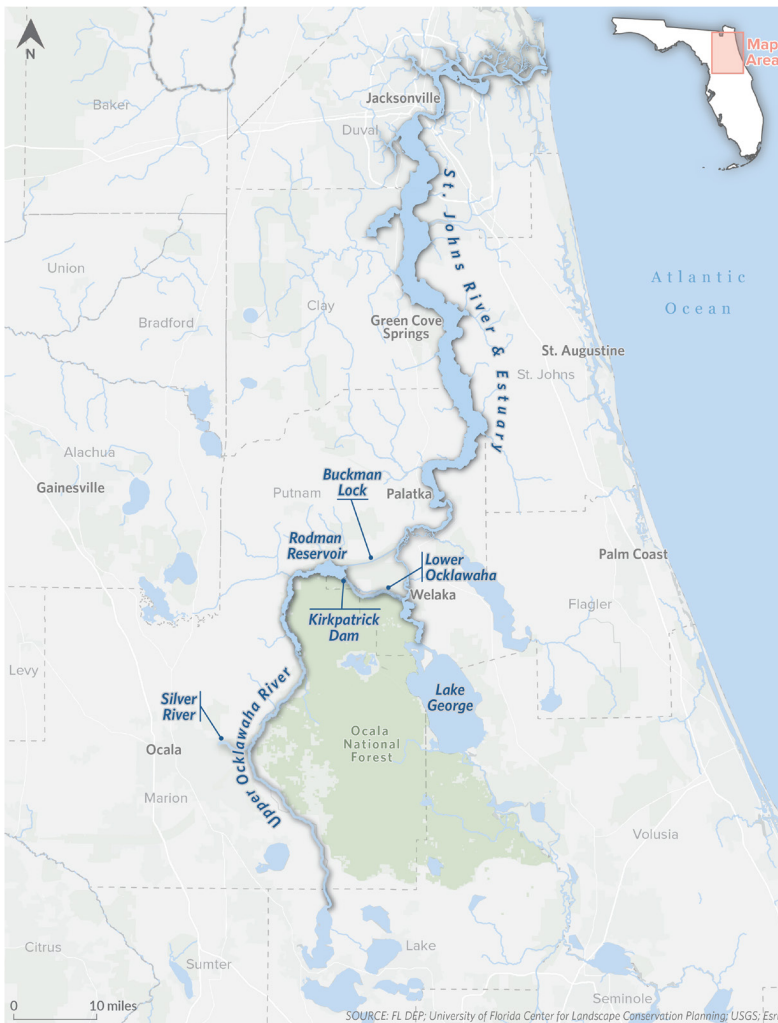 N
Map
Area
Baker
Jacksonville
Duval
St. Johns River & Estuary
Atlantic
Ocean
Union
Clay
Bradford
Green Cove
Springs
St. Augustine
St. Johns
Alachua
Gainesville
Buckman
Lock
Putnam
Palatka
Rodman
Reservoir
Lower
Ocklawaha
Palm Coast
Welaka
Flagler
Kirkpatrick
Dam
Levy
Silver
River
Upper Ocklawaha River
Lake
George
Ocala
Ocala
National
Forest
Marion
Volusia
Citrus
Sumter
Lake
Seminole
0 10 miles
SOURCE: FL DEP; University of Florida Center for Landscape Conservation Planning; USGS; Esri